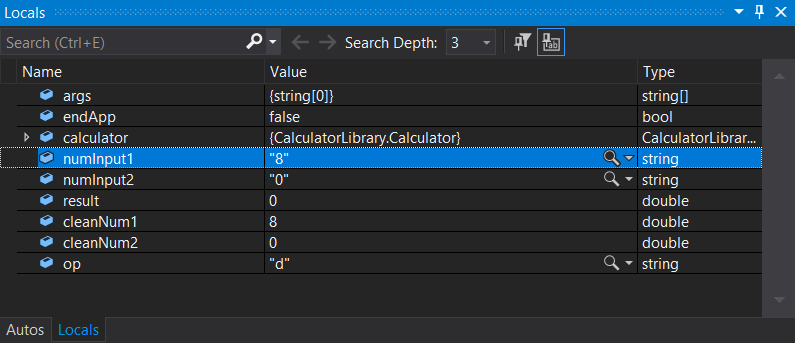 Locals
Search (Ctrl+E) Search Depth: 3
Name Value Type
args {string[0]} string[]
endApp false bool
calculator {CalculatorLibrary.Calculator} CalculatorLibrar...
numInput1 "8" string
numInput2 "0" string
result 0 double
cleanNum1 8 double
cleanNum2 0 double
op "d" string
Autos Locals